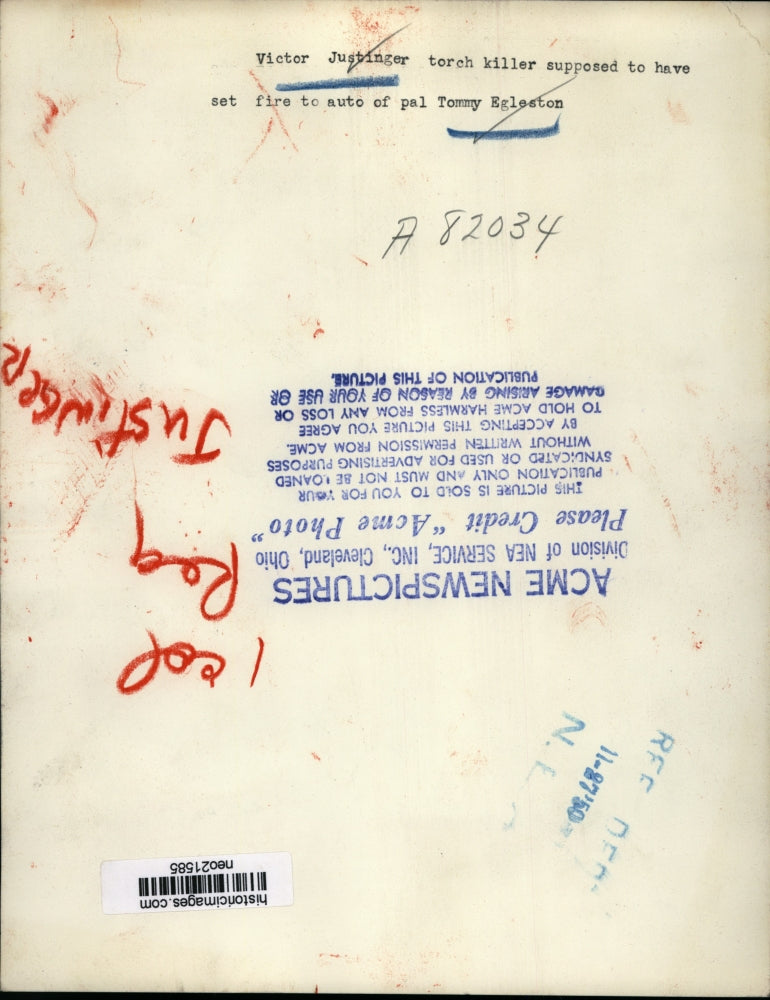 Victor Justinger torch killer supposed to have
set fire to auto of pal Tommy Egleston
A 82034
ACME NEWSPICTURES
Division of NEA SERVICE, INC., Cleveland, Ohio
Please Credit "Acme Photo"
THIS PICTURE IS SOLD TO YOU FOR YOUR
PUBLICATION ONLY AND MUST NOT BE LOANED
SYNDICATED OR USED FOR ADVERTISING PURPOSES
WITHOUT WRITTEN PERMISSION FROM ACME.
BY ACCEPTING THIS PICTURE YOU AGREE
TO HOLD ACME HARMLESS FROM ANY LOSS OR
DAMAGE ARISING BY REASON OF YOUR USE OR
PUBLICATION OF THIS PICTURE.
1 col
Reg
JUSTINGER
REF DEP
N.E.
historicimages.com
neo21585